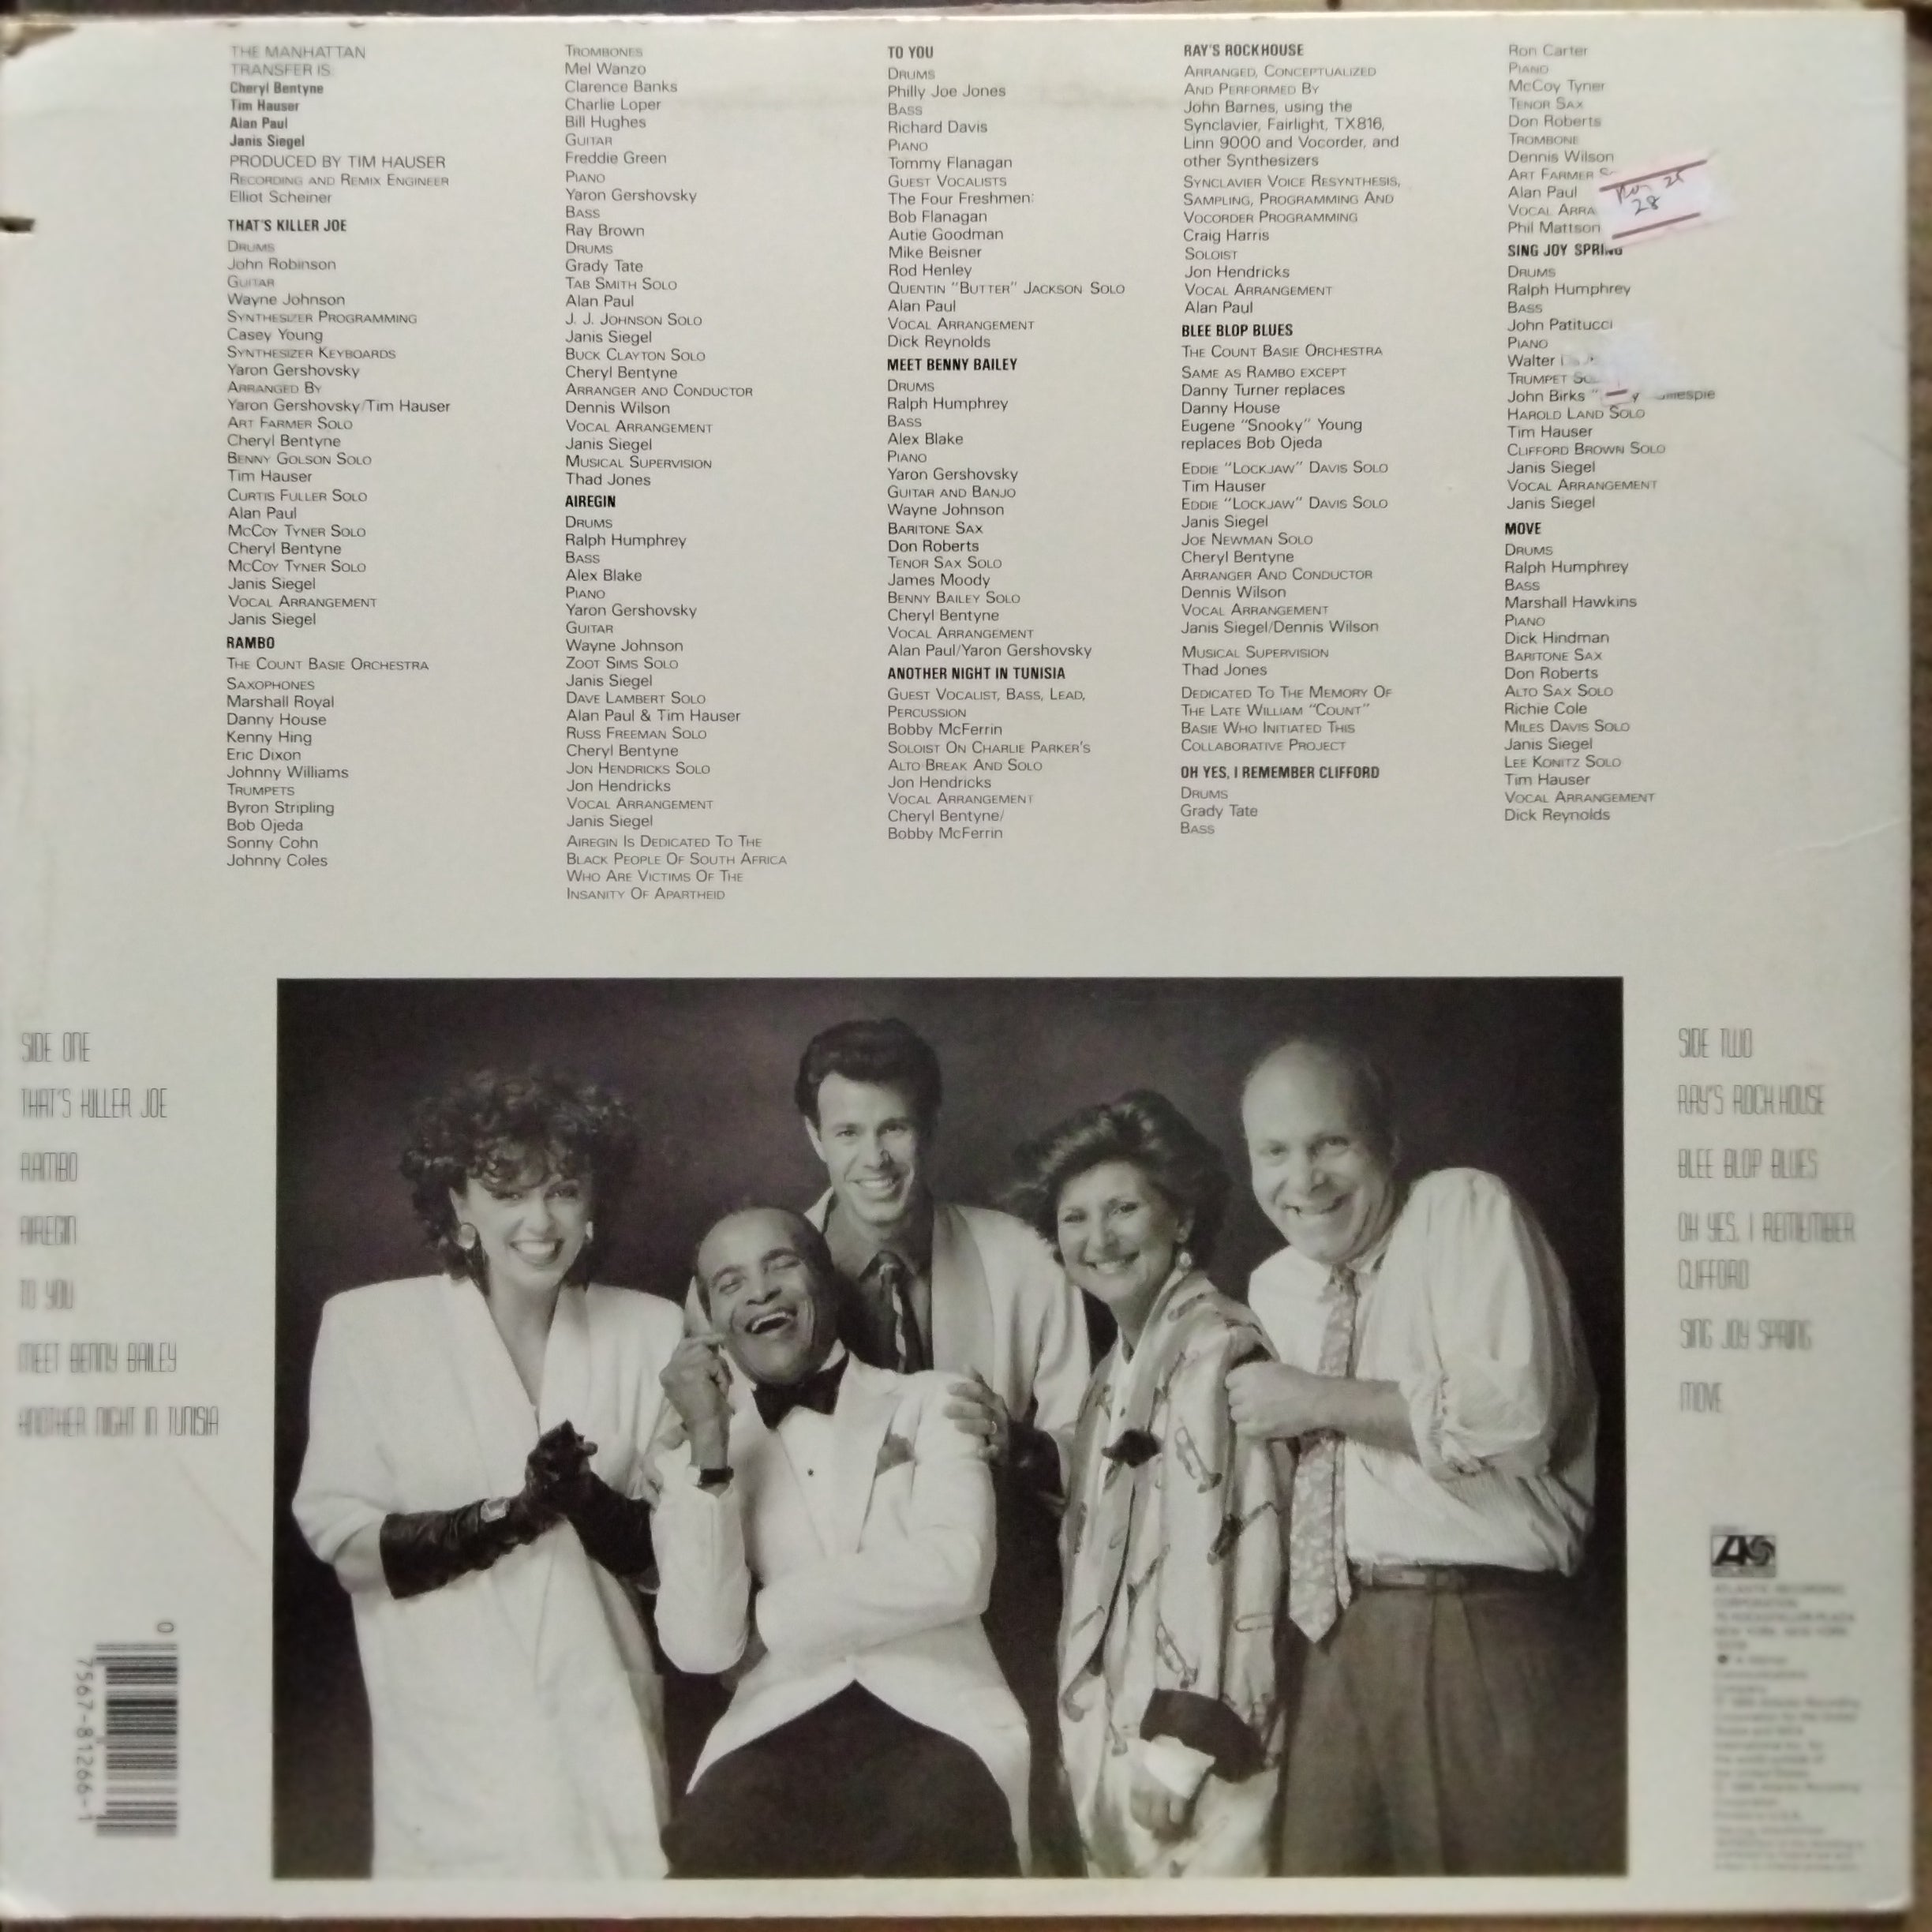 THE MANHATTAN
TRANSFER IS:
Cheryl Bentyne
Tim Hauser
Alan Paul
Janis Siegel
PRODUCED BY TIM HAUSER
RECORDING AND REMIX ENGINEER
Elliot Scheiner
THAT'S KILLER JOE
DRUMS
John Robinson
GUITAR
Wayne Johnson
SYNTHESIZER PROGRAMMING
Casey Young
SYNTHESIZER KEYBOARDS
Yaron Gershovsky
ARRANGED BY
Yaron Gershovsky/Tim Hauser
ART FARMER SOLO
Cheryl Bentyne
BENNY GOLSON SOLO
Tim Hauser
CURTIS FULLER SOLO
Alan Paul
MCCOY TYNER SOLO
Cheryl Bentyne
MCCOY TYNER SOLO
Janis Siegel
VOCAL ARRANGEMENT
Janis Siegel
RAMBO
THE COUNT BASIE ORCHESTRA
SAXOPHONES
Marshall Royal
Danny House
Kenny Hing
Eric Dixon
Johnny Williams
TRUMPETS
Byron Stripling
Bob Ojeda
Sonny Cohn
Johnny Coles
TROMBONES
Mel Wanzo
Clarence Banks
Charlie Loper
Bill Hughes
GUITAR
Freddie Green
PIANO
Yaron Gershovsky
BASS
Ray Brown
DRUMS
Grady Tate
TAB SMITH SOLO
Alan Paul
J. J. JOHNSON SOLO
Janis Siegel
BUCK CLAYTON SOLO
Cheryl Bentyne
ARRANGER AND CONDUCTOR
Dennis Wilson
VOCAL ARRANGEMENT
Janis Siegel
MUSICAL SUPERVISION
Thad Jones
AIREGIN
DRUMS
Ralph Humphrey
BASS
Alex Blake
PIANO
Yaron Gershovsky
GUITAR
Wayne Johnson
ZOOT SIMS SOLO
Janis Siegel
DAVE LAMBERT SOLO
Alan Paul & Tim Hauser
RUSS FREEMAN SOLO
Cheryl Bentyne
JON HENDRICKS SOLO
Jon Hendricks
VOCAL ARRANGEMENT
Janis Siegel
AIREGIN IS DEDICATED TO THE
BLACK PEOPLE OF SOUTH AFRICA
WHO ARE VICTIMS OF THE
INSANITY OF APARTHEID
TO YOU
DRUMS
Philly Joe Jones
BASS
Richard Davis
PIANO
Tommy Flanagan
GUEST VOCALISTS
The Four Freshmen:
Bob Flanagan
Autie Goodman
Mike Beisner
Rod Henley
QUENTIN "BUTTER" JACKSON SOLO
Alan Paul
VOCAL ARRANGEMENT
Dick Reynolds
MEET BENNY BAILEY
DRUMS
Ralph Humphrey
BASS
Alex Blake
PIANO
Yaron Gershovsky
GUITAR AND BANJO
Wayne Johnson
BARITONE SAX
Don Roberts
TENOR SAX SOLO
James Moody
BENNY BAILEY SOLO
Cheryl Bentyne
VOCAL ARRANGEMENT
Alan Paul/Yaron Gershovsky
ANOTHER NIGHT IN TUNISIA
GUEST VOCALIST, BASS, LEAD,
PERCUSSION
Bobby McFerrin
SOLOIST ON CHARLIE PARKER'S
ALTO BREAK AND SOLO
Jon Hendricks
VOCAL ARRANGEMENT
Cheryl Bentyne/
Bobby McFerrin
RAY'S ROCKHOUSE
ARRANGED, CONCEPTUALIZED
AND PERFORMED BY
John Barnes, using the
Synclavier, Fairlight, TX816,
Linn 9000 and Vocorder, and
other Synthesizers
SYNCLAVIER VOICE RESYNTHESIS,
SAMPLING, PROGRAMMING AND
VOCORDER PROGRAMMING
Craig Harris
SOLOIST
Jon Hendricks
VOCAL ARRANGEMENT
Alan Paul
BLEE BLOP BLUES
THE COUNT BASIE ORCHESTRA
SAME AS RAMBO EXCEPT
Danny Turner replaces
Danny House
Eugene "Snooky" Young
replaces Bob Ojeda
EDDIE "LOCKJAW" DAVIS SOLO
Tim Hauser
EDDIE "LOCKJAW" DAVIS SOLO
Janis Siegel
JOE NEWMAN SOLO
Cheryl Bentyne
ARRANGER AND CONDUCTOR
Dennis Wilson
VOCAL ARRANGEMENT
Janis Siegel/Dennis Wilson
MUSICAL SUPERVISION
Thad Jones
DEDICATED TO THE MEMORY OF
THE LATE WILLIAM "COUNT"
BASIE WHO INITIATED THIS
COLLABORATIVE PROJECT
OH YES, I REMEMBER CLIFFORD
DRUMS
Grady Tate
BASS
Ron Carter
PIANO
McCoy Tyner
TENOR SAX
Don Roberts
TROMBONE
Dennis Wilson
ART FARMER
Alan Paul
VOCAL
Phil Mattson
28
SING JOY SPRING
DRUMS
Ralph Humphrey
BASS
John Patitucci
PIANO
Walter
TRUMPET
John Birks
HAROLD LAND SOLO
Tim Hauser
CLIFFORD BROWN SOLO
Janis Siegel
VOCAL ARRANGEMENT
Janis Siegel
MOVE
DRUMS
Ralph Humphrey
BASS
Marshall Hawkins
PIANO
Dick Hindman
BARITONE SAX
Don Roberts
ALTO SAX SOLO
Richie Cole
MILES DAVIS SOLO
Janis Siegel
LEE KONITZ SOLO
Tim Hauser
VOCAL ARRANGEMENT
Dick Reynolds
SIDE ONE
THAT'S KILLER JOE
RAMBO
AIREGIN
TO YOU
MEET BENNY BAILEY
ANOTHER NIGHT IN TUNISIA
SIDE TWO
RAY'S ROCKHOUSE
BLEE BLOP BLUES
OH YES, I REMEMBER
CLIFFORD
SING JOY SPRING
MOVE
0
7567-81266-1
ATLANTIC RECORDING
CORPORATION